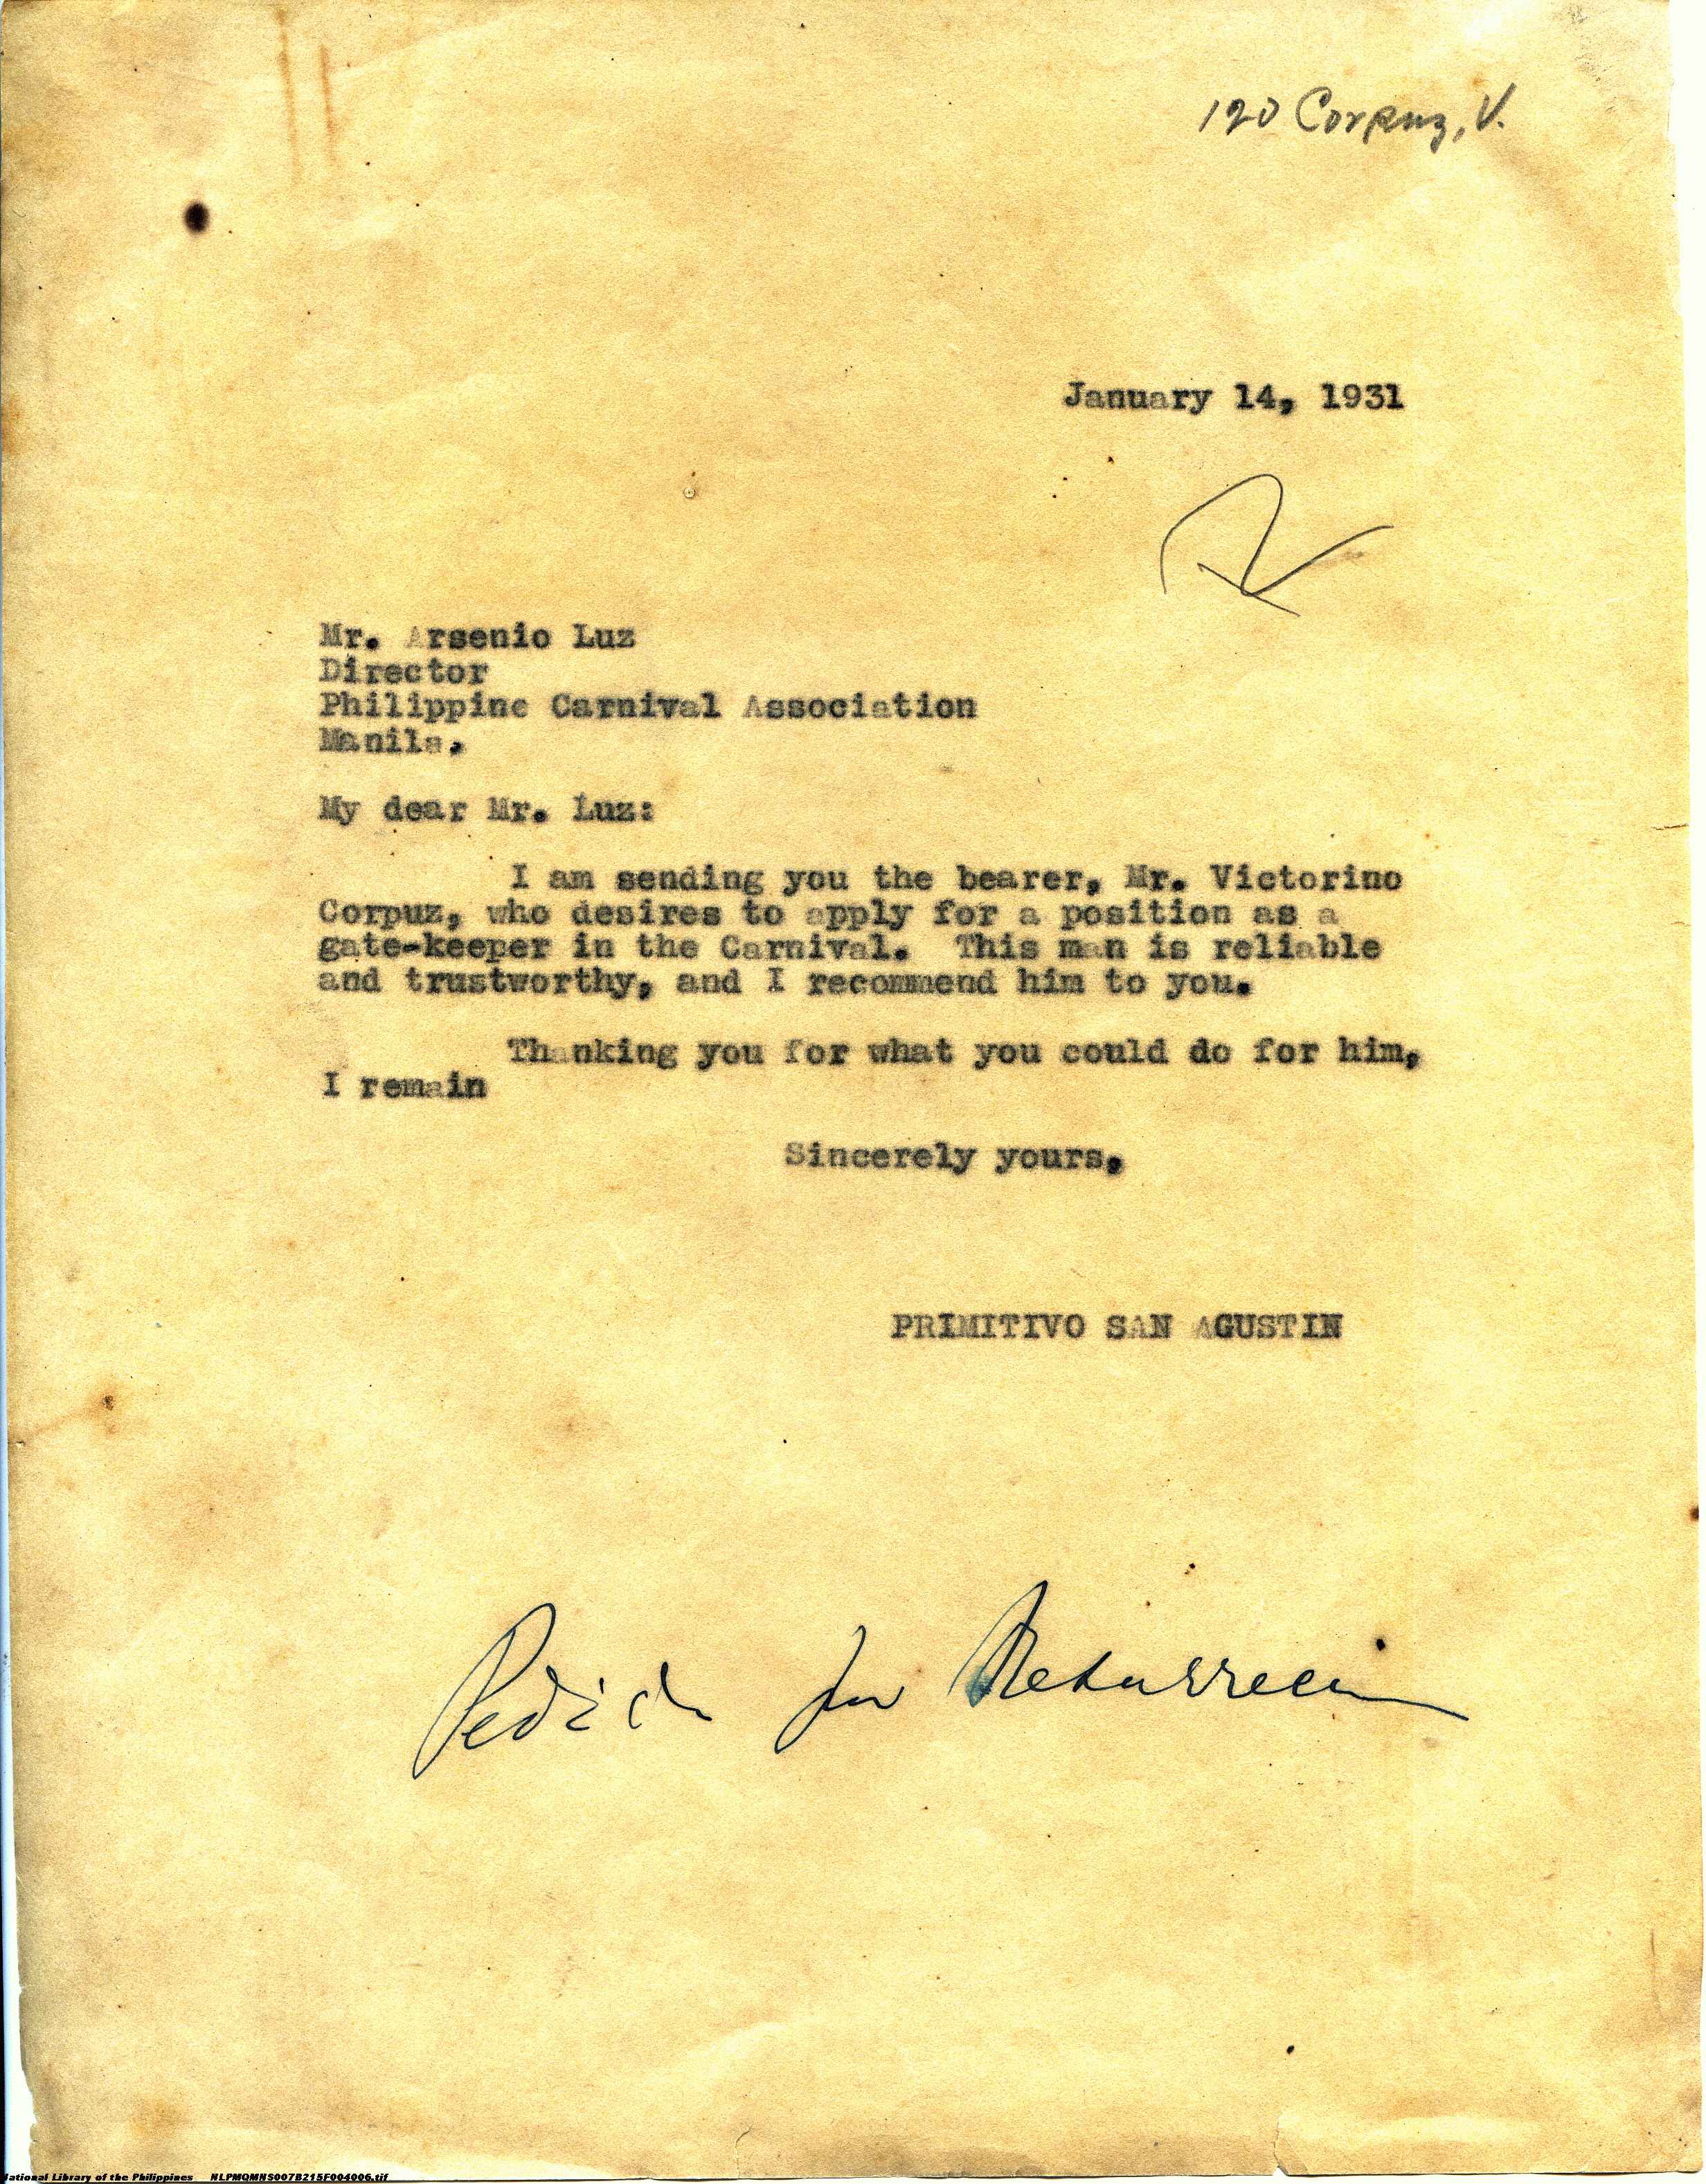 120 Corpuz, V.
January 14, 1931
Mr. Arsenio Luz
Director
Philippine Carnival Association
Manila.
My dear Mr. Luz:
I am sending you the bearer, Mr. Victorino
Corpuz, who desires to apply for a position as a
gate-keeper in the Carnival. This man is reliable
and trustworthy, and I recommend him to you.
Thanking you for what you could do for him,
I remain
Sincerely yours,
PRIMITIVO SAN AGUSTIN
National Library of the Philippines NLPMQMNS007B215F004006.tif